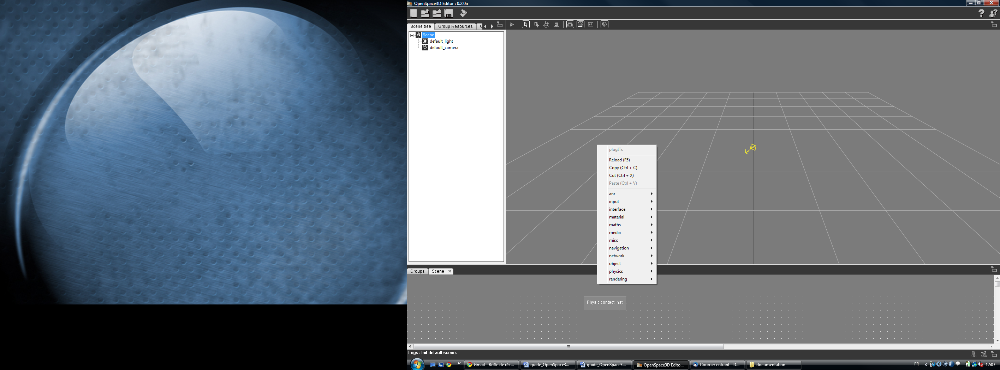 OpenSpace3D Editor : 0.2.0a
Scene tree
Group Resources
Scene
default_light
default_camera
plugITs
Reload (F5)
Copy (Ctrl + C)
Cut (Ctrl + X)
Paste (Ctrl + V)
anr
input
interface
material
maths
media
misc
navigation
network
object
physics
rendering
Groups
Scene
Physic contact inst
Logs : Init default scene.
Gmail - Boîte de réc...
guide_OpenSpace3...
guide_OpenSpace3...
OpenSpace3D Edito...
Courrier entrant - D...
documentation
FR
17:07